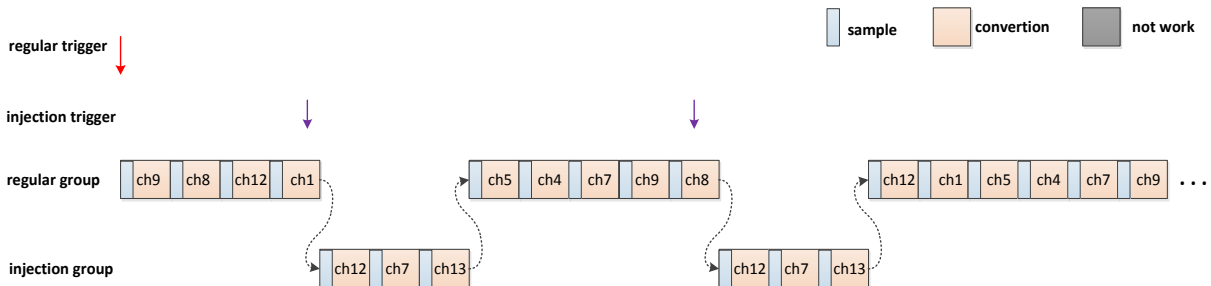 regular trigger
sample
convertion
not work
injection trigger
regular group
ch9 ch8 ch12 ch1 ch5 ch4 ch7 ch9 ch8 ch12 ch1 ch5 ch4 ch7 ch9 ...
injection group
ch12 ch7 ch13 ch12 ch7 ch13